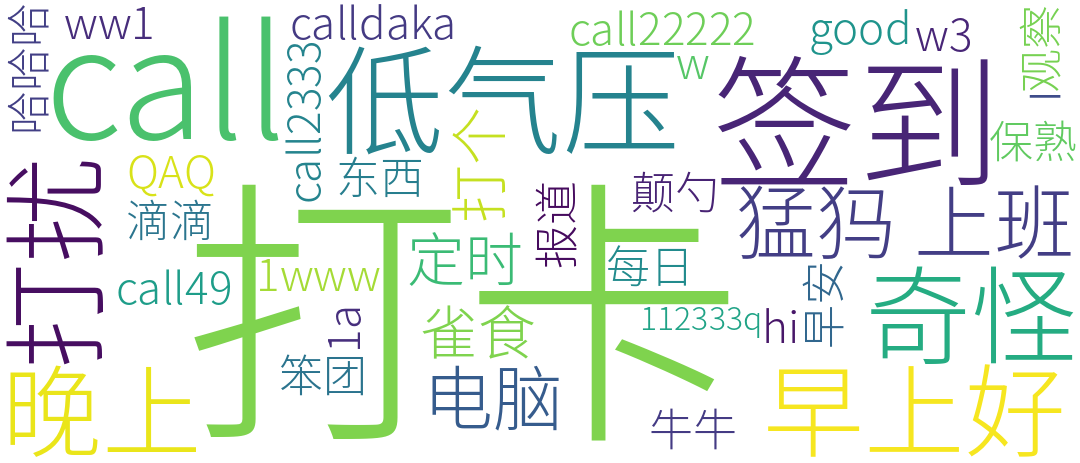 哈哈哈
ww1
calldaka
call22222
good
w3
观察
call
call2333
低气压
w
签到
l
保熟
打扰
QAQ
东西
打个
滴滴
打卡
报道
颠勺
猛犸
上班
定时
每日
早安
call49
1www
1a
雀食
112333q
hi
奇怪
笨团
晚上
电脑
牛牛
早上好